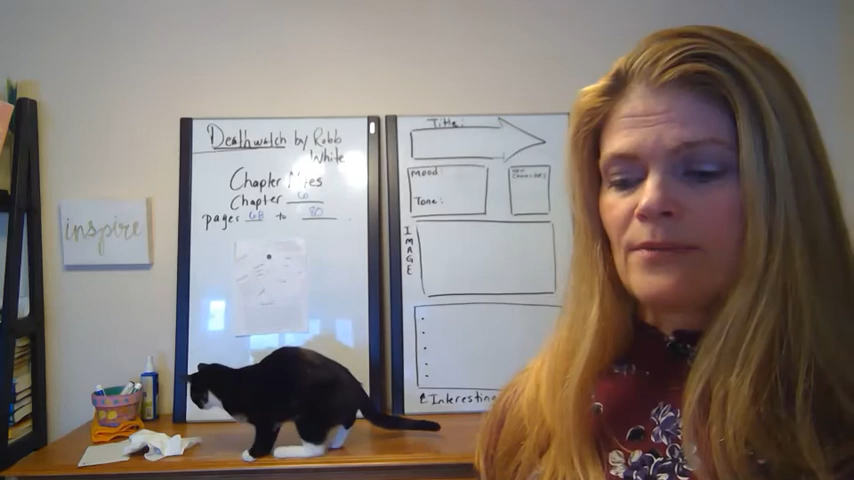 inspire
Deathwatch by Robb
White
Chapter Notes
Chapter 6
pages 68 to 80
Title:
Mood
Tone:
IMAGE
Interesting